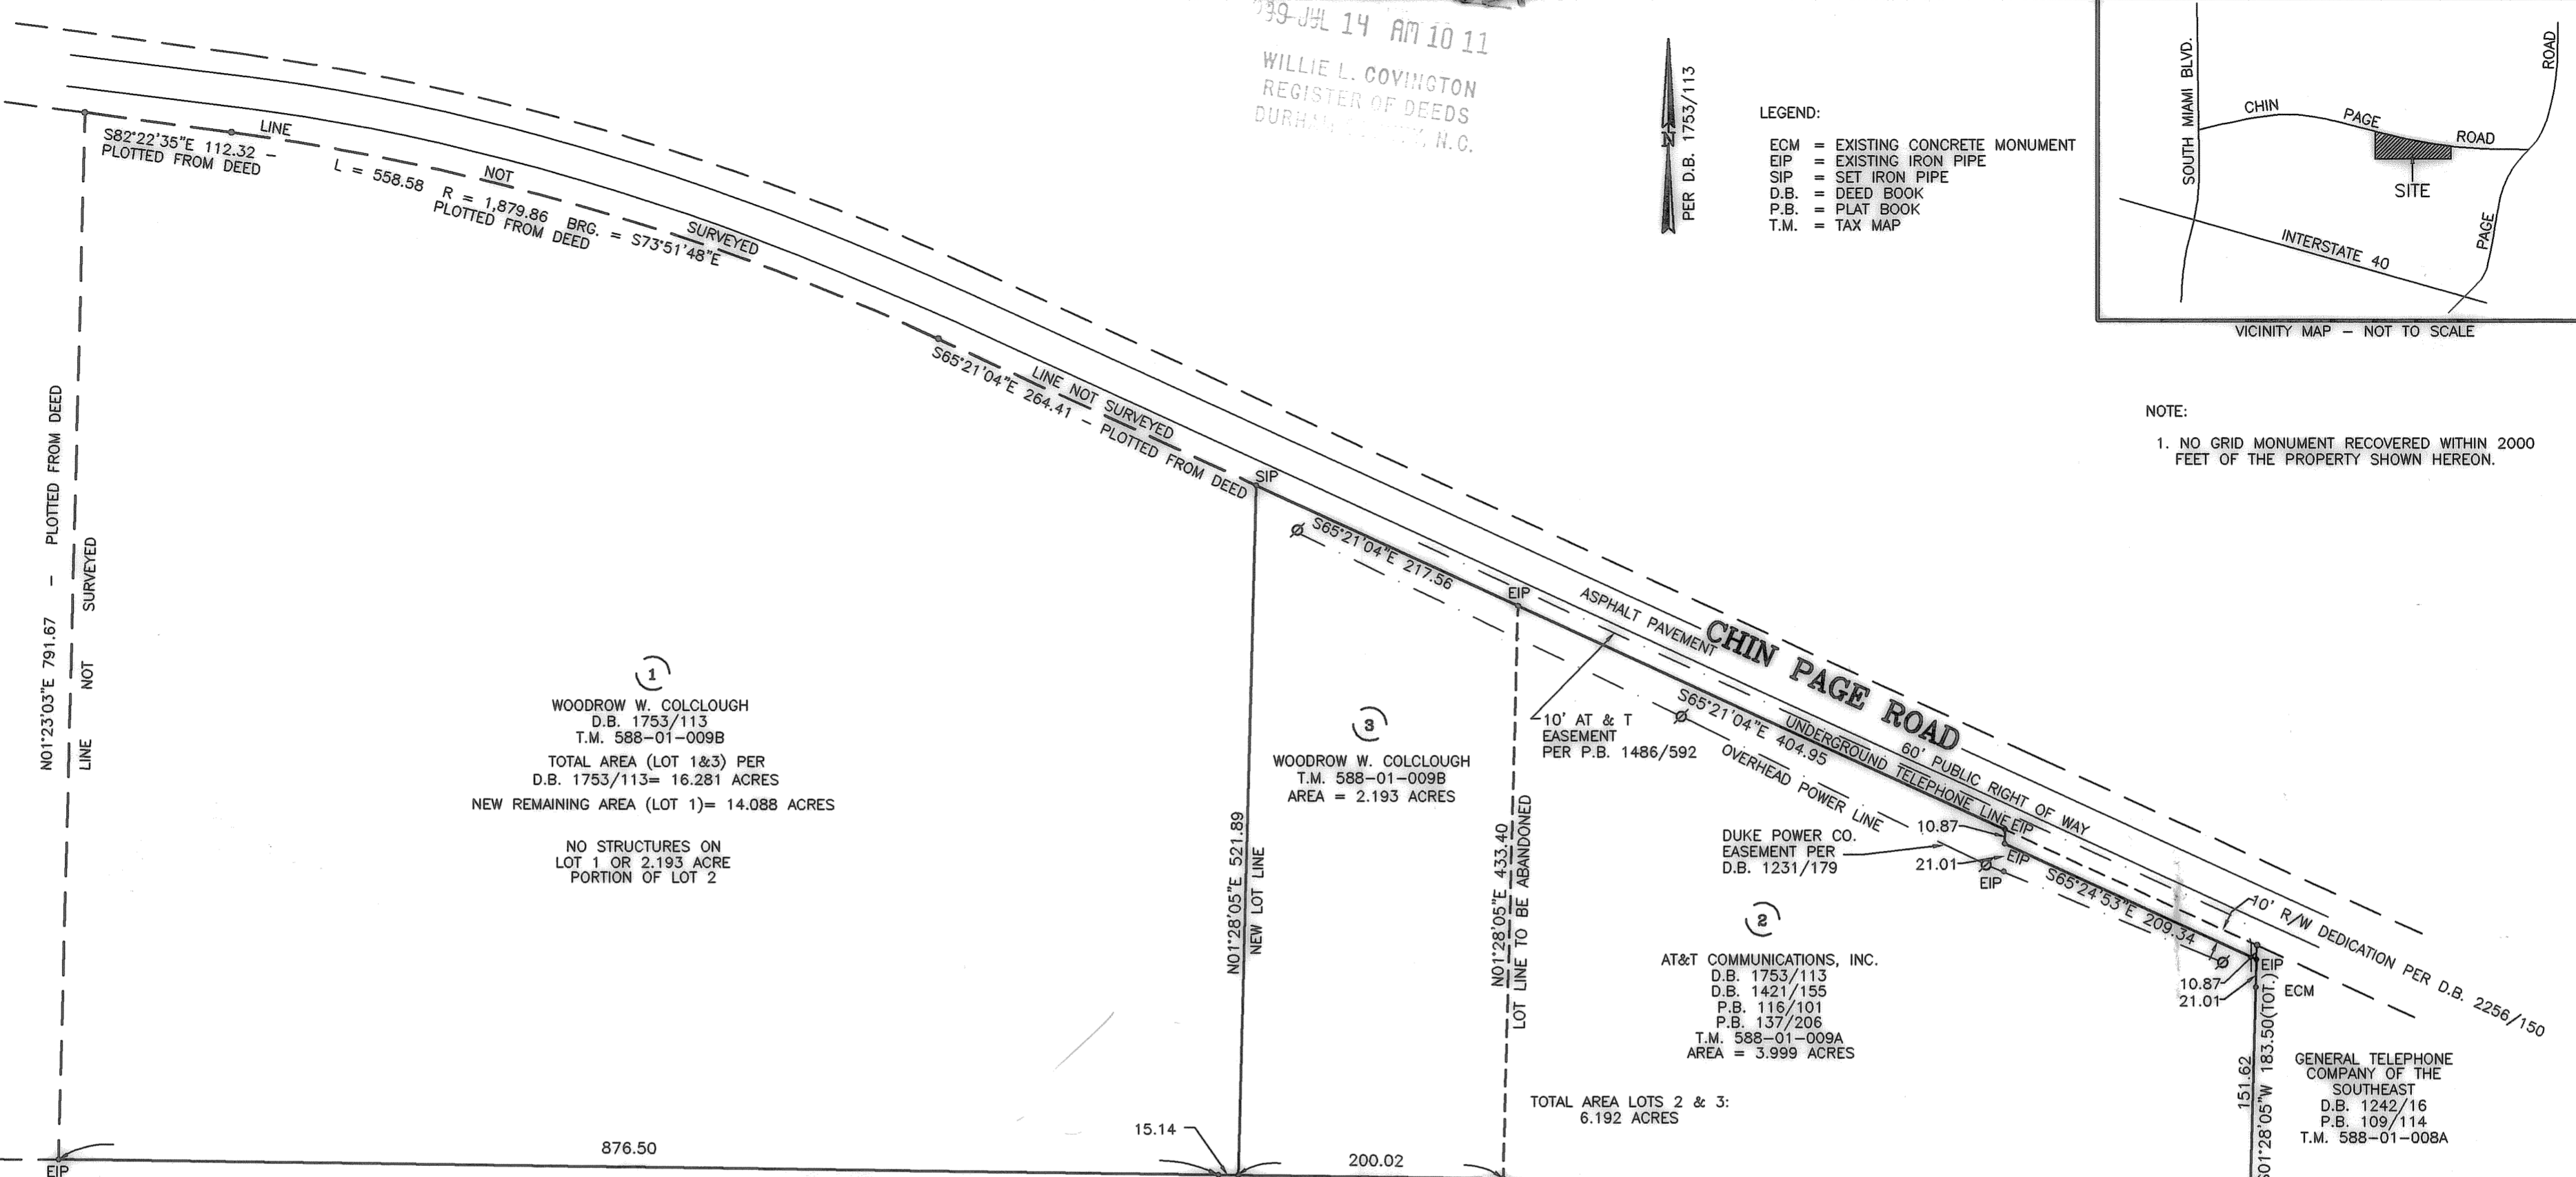 JUL 14 AM 10 11
WILLIE L. COVINGTON
REGISTER OF DEEDS
N.C.
PER D.B. 1753/113
N
LEGEND:
ECM = EXISTING CONCRETE MONUMENT
EIP = EXISTING IRON PIPE
SIP = SET IRON PIPE
D.B. = DEED BOOK
P.B. = PLAT BOOK
T.M. = TAX MAP
SOUTH MIAMI BLVD.
CHIN PAGE ROAD
PAGE ROAD
SITE
INTERSTATE 40
VICINITY MAP - NOT TO SCALE
NOTE:
1. NO GRID MONUMENT RECOVERED WITHIN 2000
FEET OF THE PROPERTY SHOWN HEREON.
S82°22'35"E 112.32 -
PLOTTED FROM DEED
LINE NOT SURVEYED
L = 558.58 R = 1,879.86 BRG. = S73°51'48"E
PLOTTED FROM DEED
LINE NOT SURVEYED
S65°21'04"E 264.41 - PLOTTED FROM DEED
SIP
S65°21'04"E 217.56
EIP
ASPHALT PAVEMENT
CHIN PAGE ROAD
60' PUBLIC RIGHT OF WAY
S65°21'04"E 404.95
UNDERGROUND TELEPHONE LINE
OVERHEAD POWER LINE
10' AT & T
EASEMENT
PER P.B. 1486/592
DUKE POWER CO.
EASEMENT PER
D.B. 1231/179
10.87
EIP
21.01
EIP
EIP
S65°24'53"E 209.34
10' R/W DEDICATION PER D.B. 2256/150
10.87
21.01
EIP
ECM
151.62
S01°28'05"W 183.50(TOT.)
GENERAL TELEPHONE
COMPANY OF THE
SOUTHEAST
D.B. 1242/16
P.B. 109/114
T.M. 588-01-008A
N01°23'03"E 791.67 - PLOTTED FROM DEED
LINE NOT SURVEYED
1
WOODROW W. COLCLOUGH
D.B. 1753/113
T.M. 588-01-009B
TOTAL AREA (LOT 1&3) PER
D.B. 1753/113= 16.281 ACRES
NEW REMAINING AREA (LOT 1)= 14.088 ACRES
NO STRUCTURES ON
LOT 1 OR 2.193 ACRE
PORTION OF LOT 2
N01°28'05"E 521.89
NEW LOT LINE
3
WOODROW W. COLCLOUGH
T.M. 588-01-009B
AREA = 2.193 ACRES
N01°28'05"E 433.40
LOT LINE TO BE ABANDONED
2
AT&T COMMUNICATIONS, INC.
D.B. 1753/113
D.B. 1421/155
P.B. 116/101
P.B. 137/206
T.M. 588-01-009A
AREA = 3.999 ACRES
TOTAL AREA LOTS 2 & 3:
6.192 ACRES
EIP
876.50
15.14
200.02